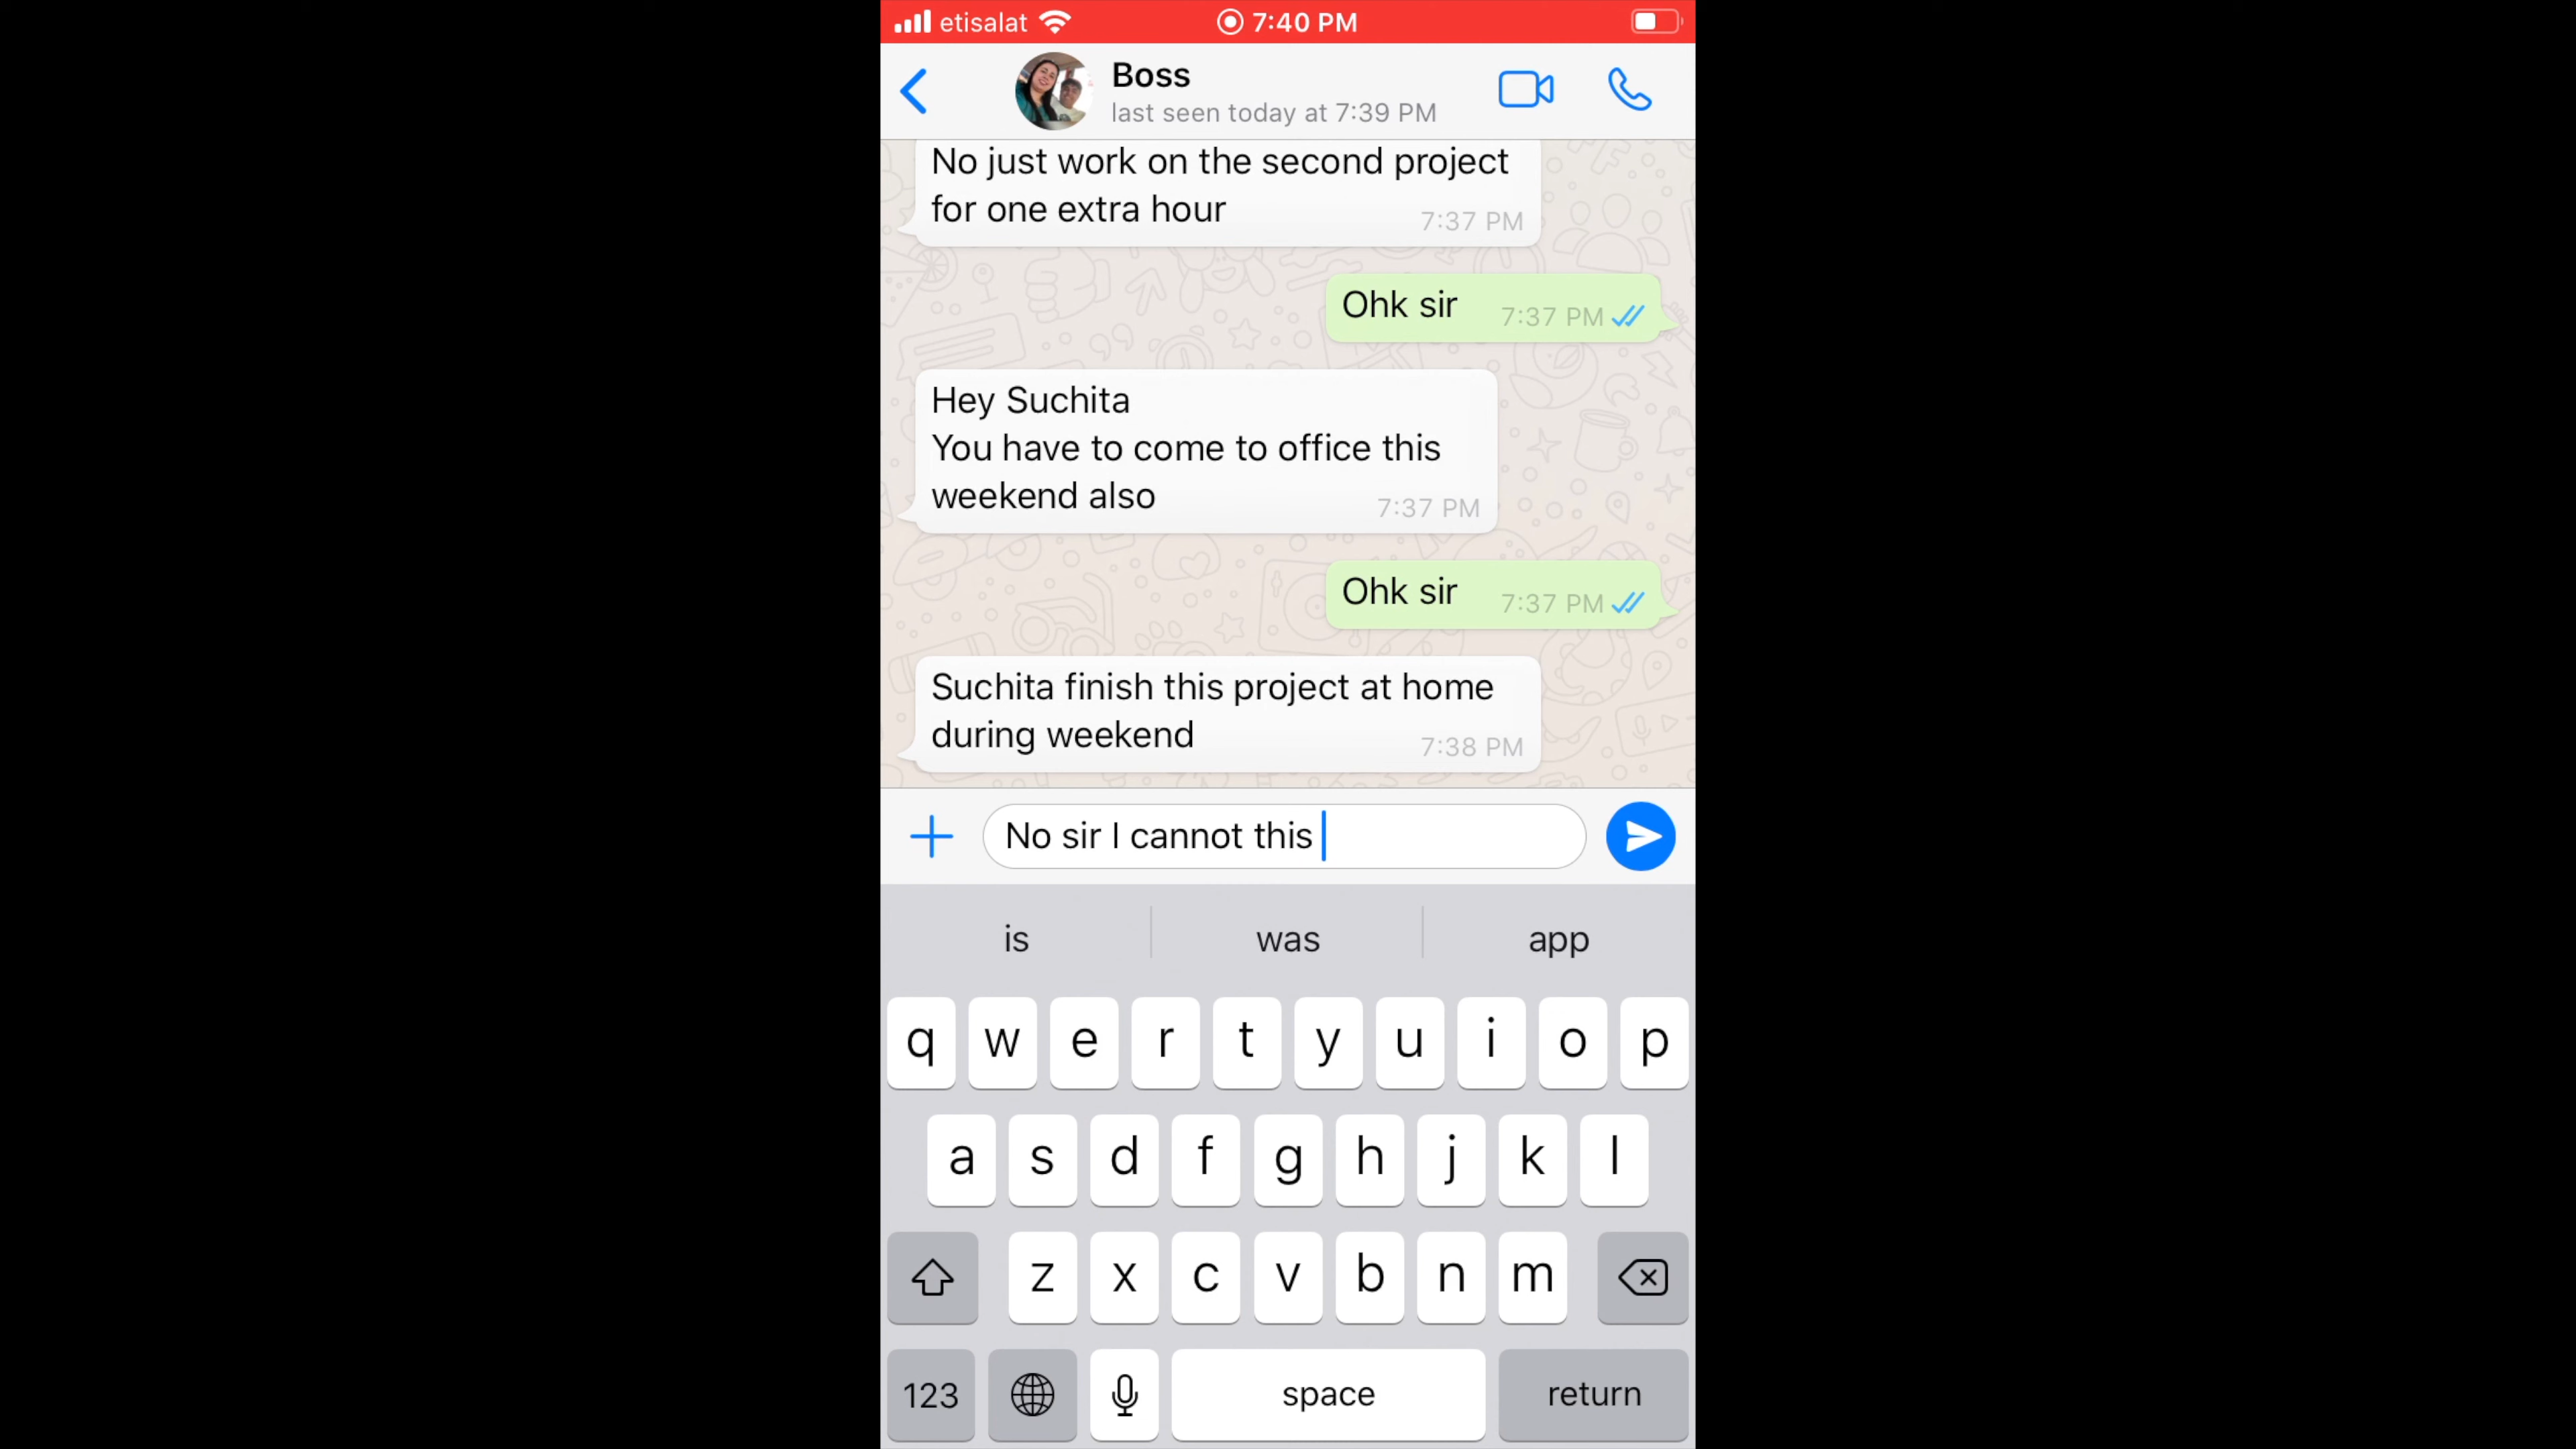 etisalat 7:40 PM
Boss
last seen today at 7:39 PM
No just work on the second project
for one extra hour 7:37 PM
Ohk sir 7:37 PM
Hey Suchita
You have to come to office this
weekend also 7:37 PM
Ohk sir 7:37 PM
Suchita finish this project at home
during weekend 7:38 PM
No sir I cannot this
is was app
q w e r t y u i o p
a s d f g h j k l
z x c v b n m
123 space return